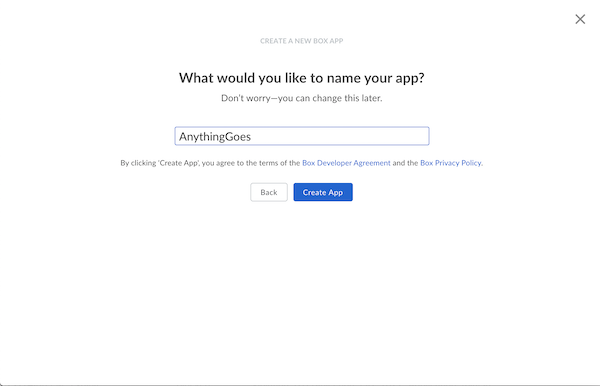 CREATE A NEW BOX APP
What would you like to name your app?
Don't worry—you can change this later.
AnythingGoes
By clicking 'Create App', you agree to the terms of the Box Developer Agreement and the Box Privacy Policy.
Back Create App